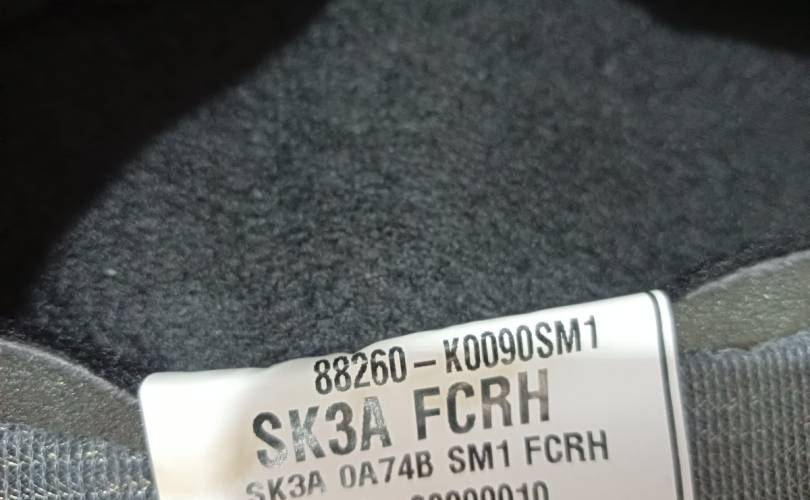 88260-K0090SM1
SK3A FCRH
SK3A 0A74B SM1 FCRH